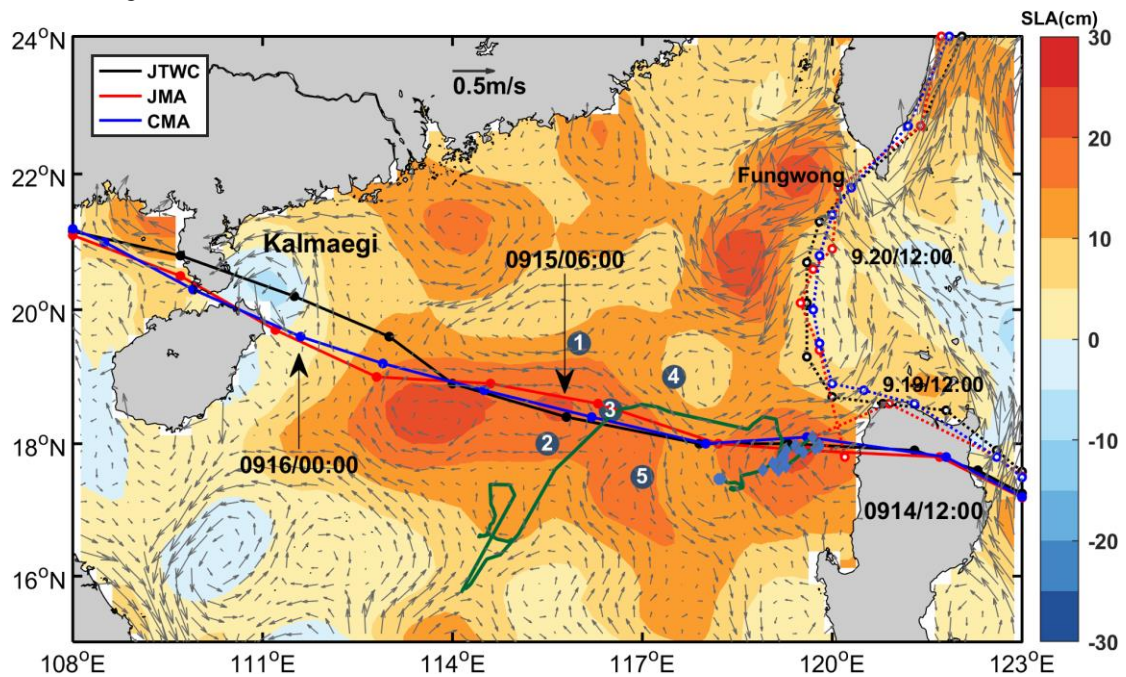 SLA(cm)
24°N
22°N
20°N
18°N
16°N
108°E
111°E
114°E
117°E
120°E
123°E
JTWC
JMA
CMA
0.5m/s
Kalmaegi
Fungwong
0915/06:00
9.20/12:00
9.19/12:00
0916/00:00
0914/12:00
1
4
3
2
5
30
20
10
0
-10
-20
-30